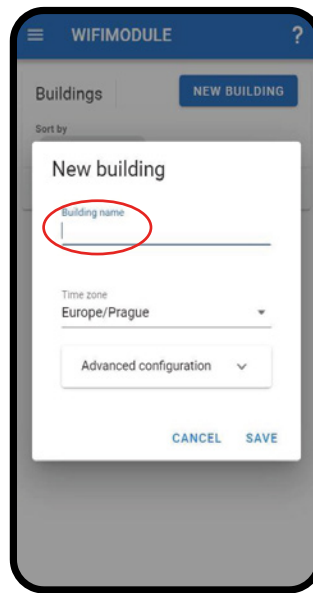 WIFIMODULE ?
Buildings NEW BUILDING
Sort by
New building
Building name
Time zone
Europe/Prague
Advanced configuration
CANCEL SAVE